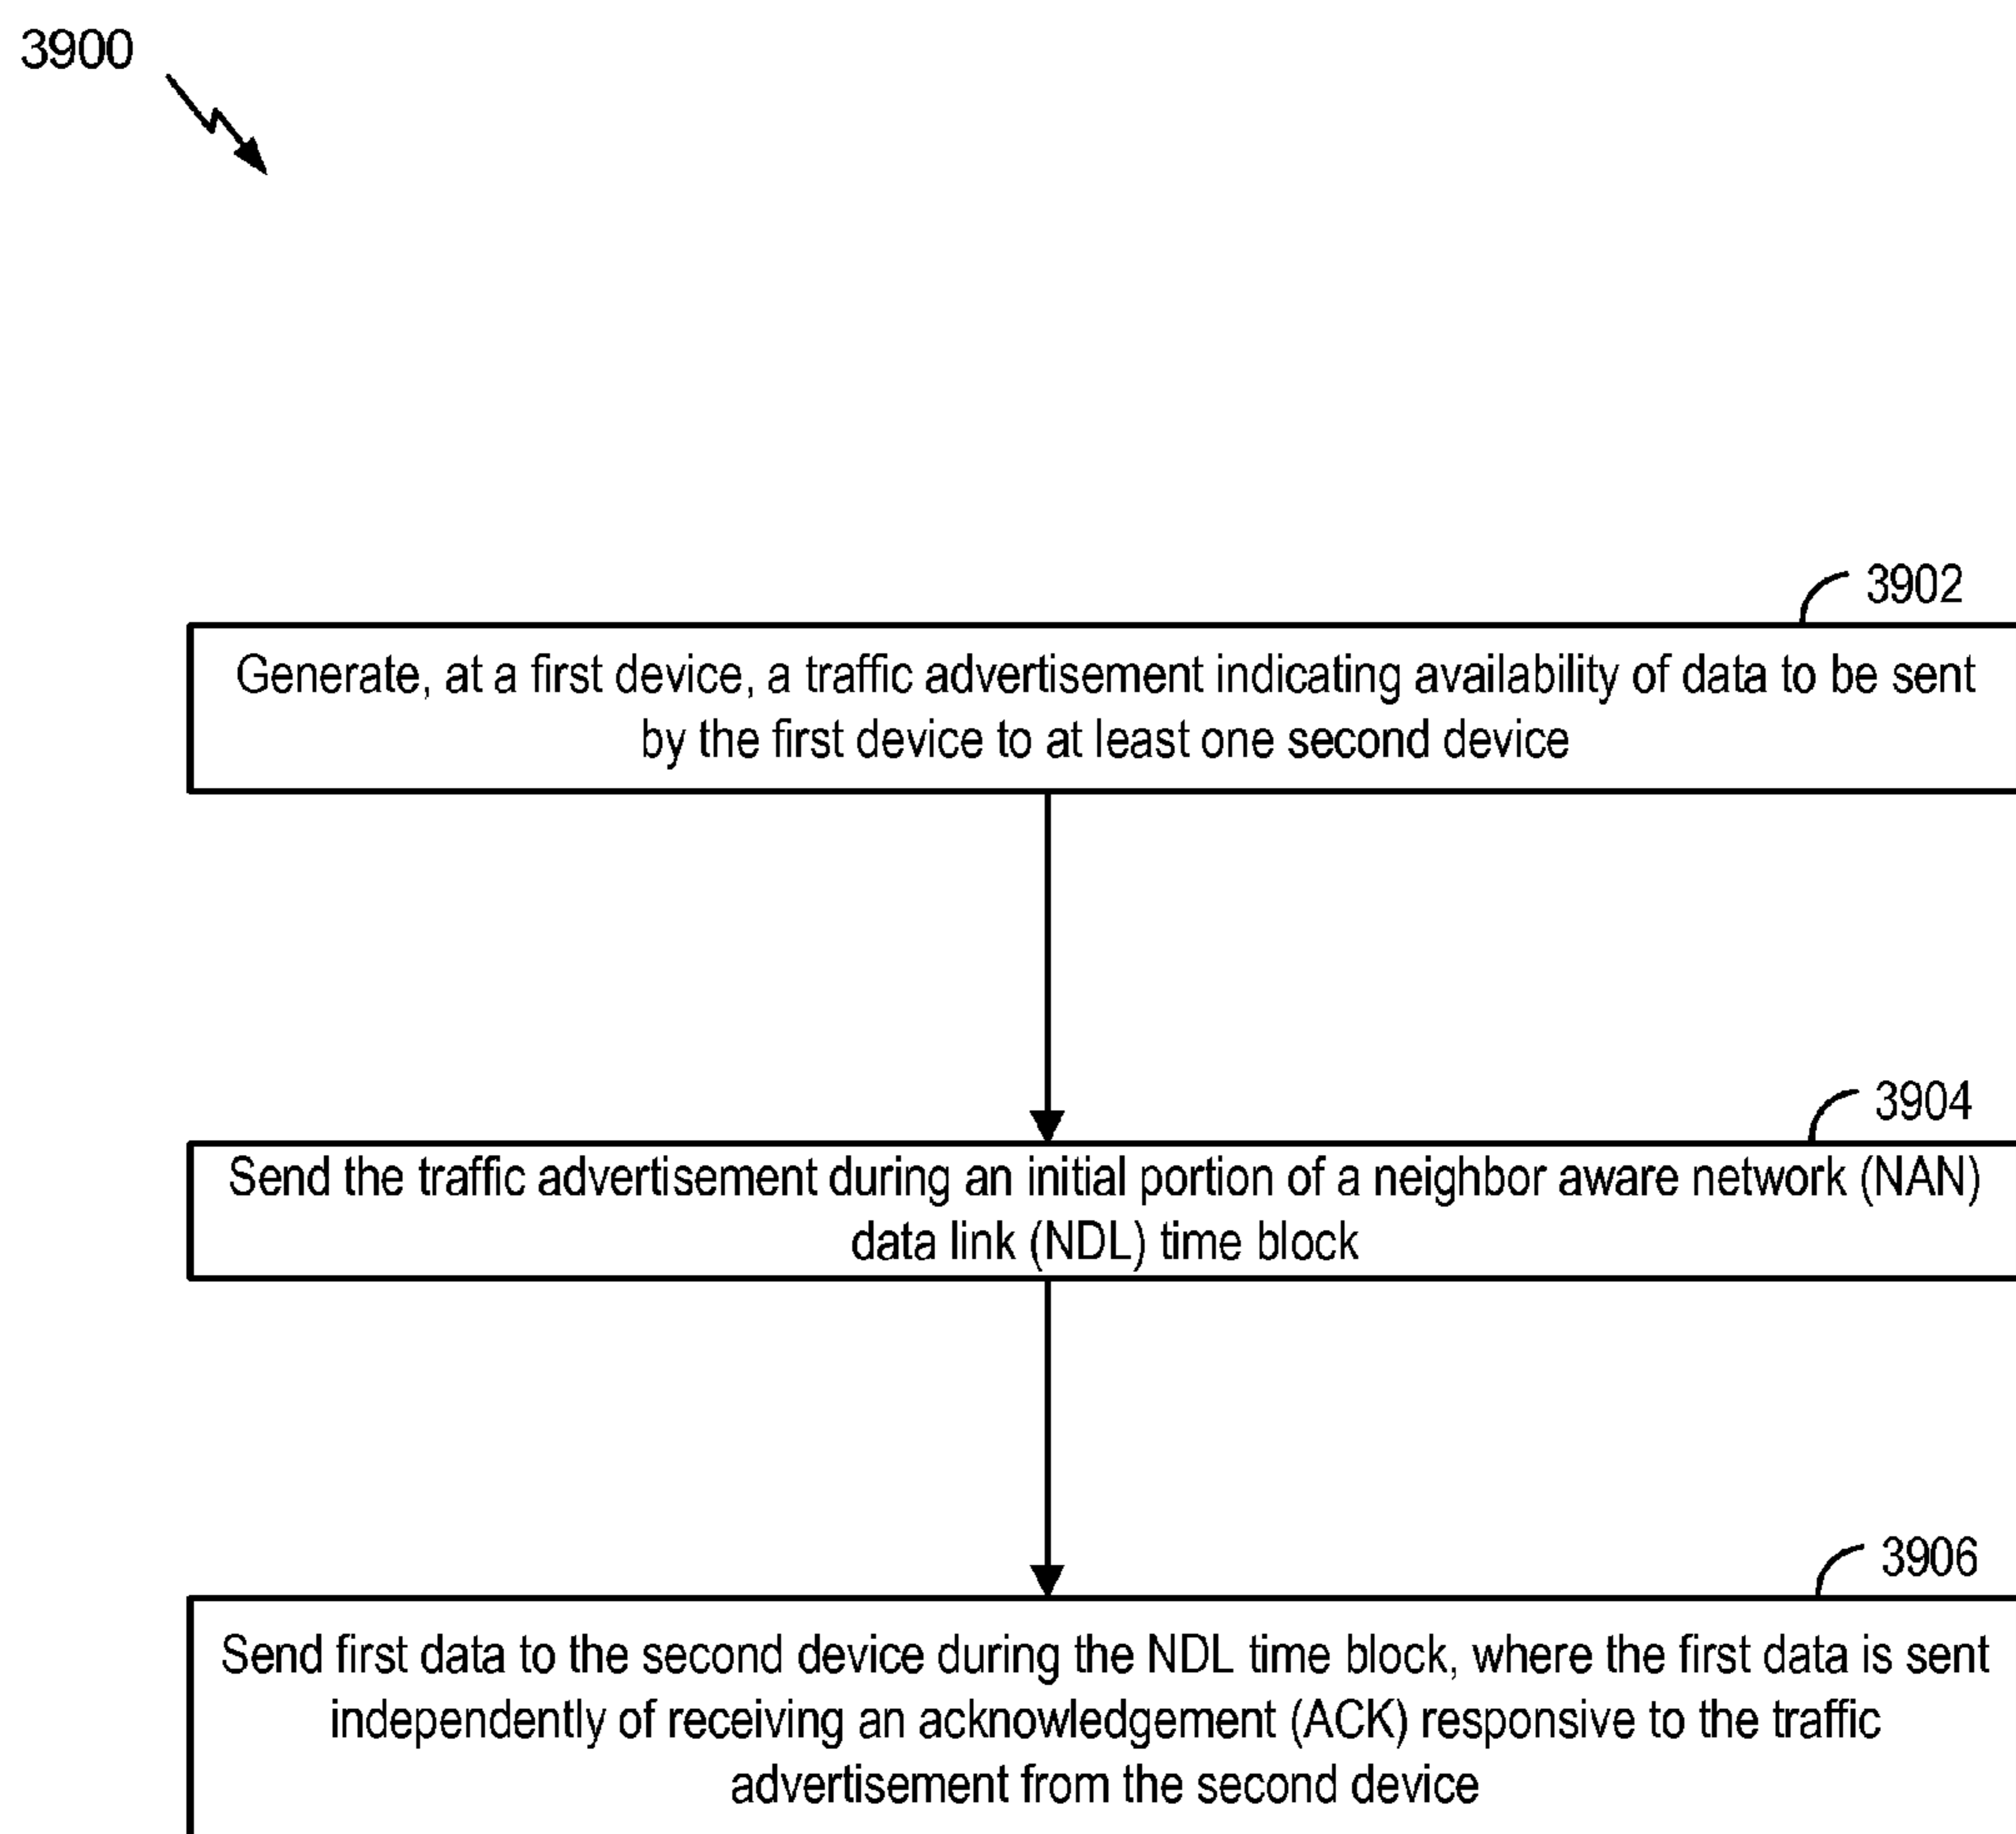 3900
3902
Generate, at a first device, a traffic advertisement indicating availability of data to be sent
by the first device to at least one second device
3904
Send the traffic advertisement during an initial portion of a neighbor aware network (NAN)
data link (NDL) time block
3906
Send first data to the second device during the NDL time block, where the first data is sent
independently of receiving an acknowledgement (ACK) responsive to the traffic
advertisement from the second device